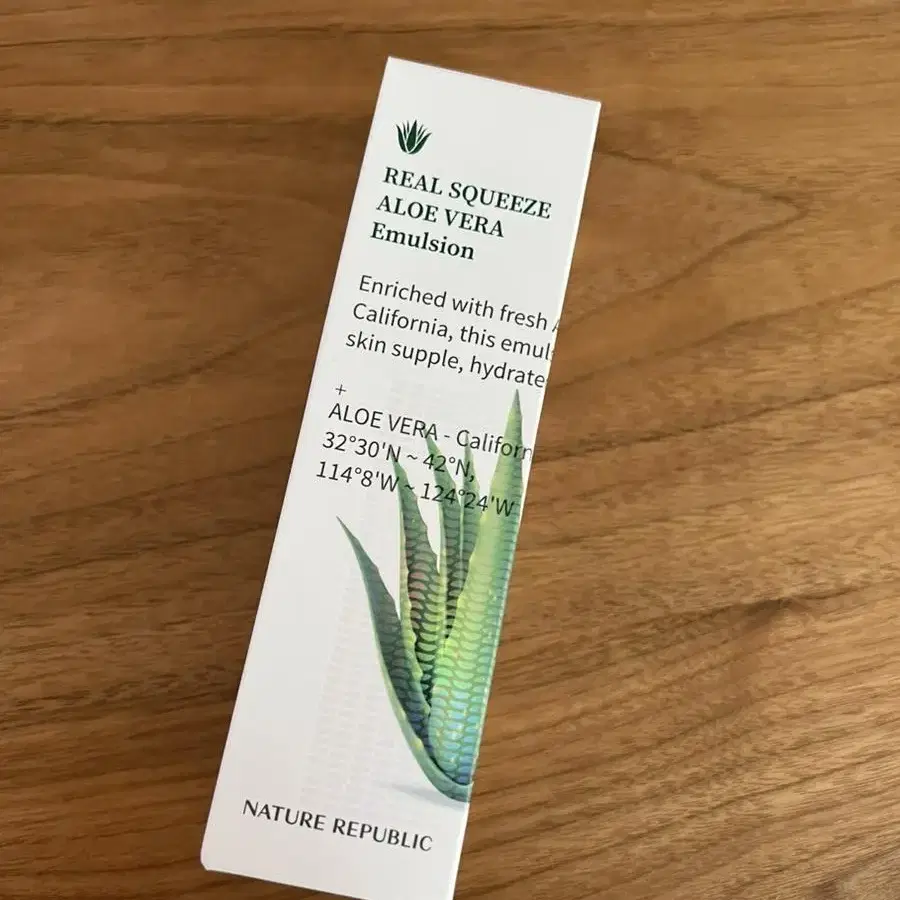 REAL SQUEEZE
ALOE VERA
Emulsion
Enriched with fresh
California, this emul
skin supple, hydrate
+
ALOE VERA - Californ
32°30'N ~ 42°N,
114°8'W ~ 124°24'W
NATURE REPUBLIC